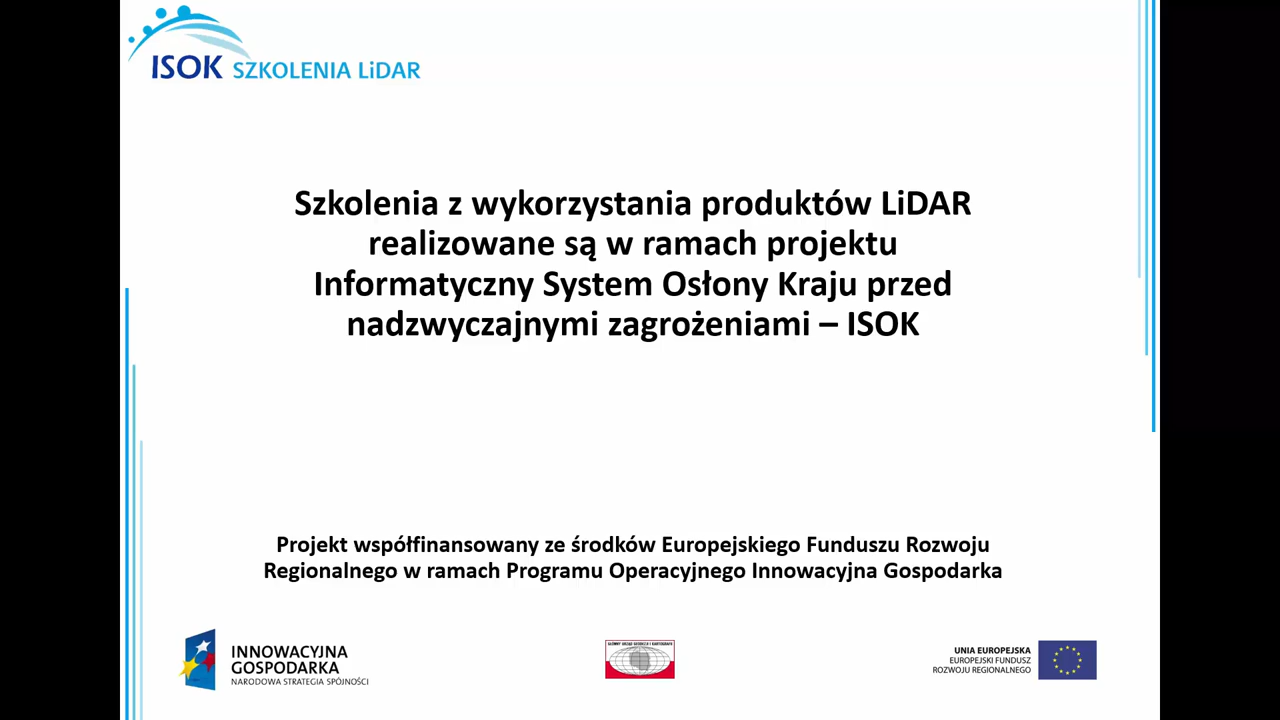 ISOK SZKOLENIA LiDAR
Szkolenia z wykorzystania produktów LiDAR
realizowane są w ramach projektu
Informatyczny System Osłony Kraju przed
nadzwyczajnymi zagrożeniami – ISOK
Projekt współfinansowany ze środków Europejskiego Funduszu Rozwoju
Regionalnego w ramach Programu Operacyjnego Innowacyjna Gospodarka
INNOWACYJNA
GOSPODARKA
NARODOWA STRATEGIA SPÓJNOŚCI
GŁÓWNY URZĄD GEODEZJI I KARTOGRAFII
UNIA EUROPEJSKA
EUROPEJSKI FUNDUSZ
ROZWOJU REGIONALNEGO